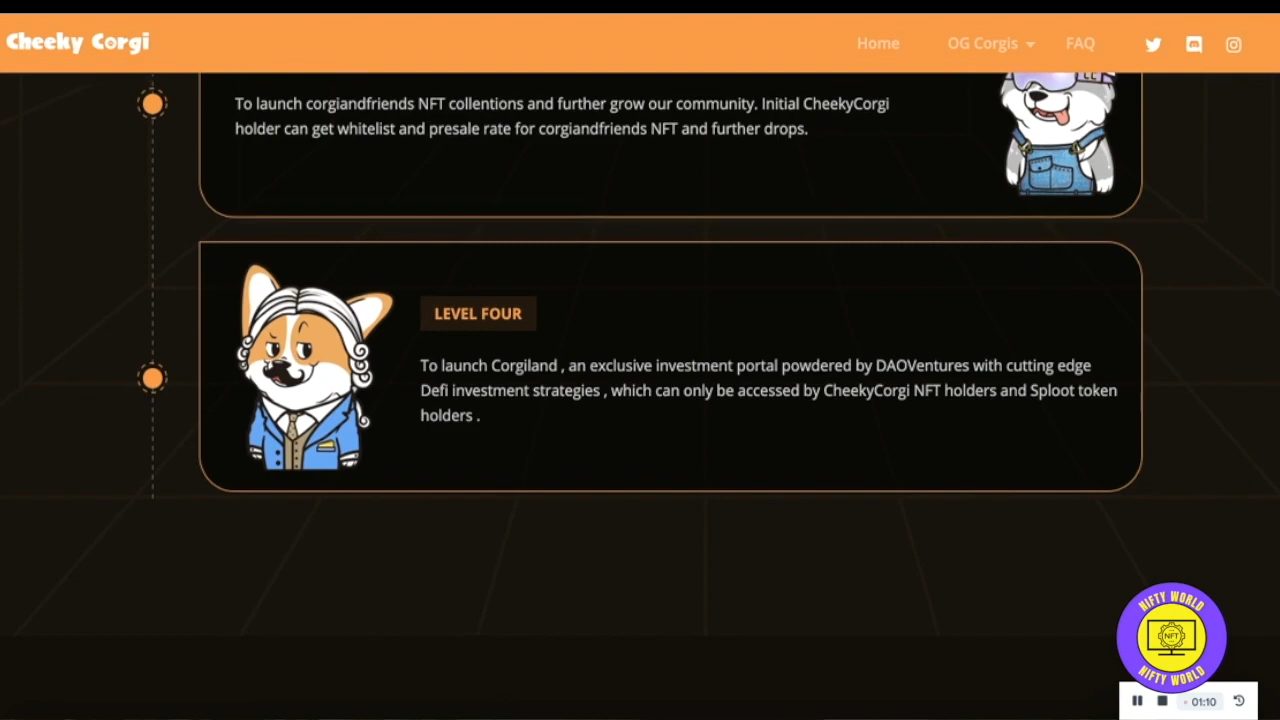 Cheeky Corgi
Home
OG Corgis
FAQ
To launch corgiandfriends NFT collentions and further grow our community. Initial CheekyCorgi
holder can get whitelist and presale rate for corgiandfriends NFT and further drops.
LEVEL FOUR
To launch Corgiland , an exclusive investment portal powdered by DAOVentures with cutting edge
Defi investment strategies , which can only be accessed by CheekyCorgi NFT holders and Sploot token
holders .
NIFTY WORLD
NFT
NIFTY WORLD
01:10